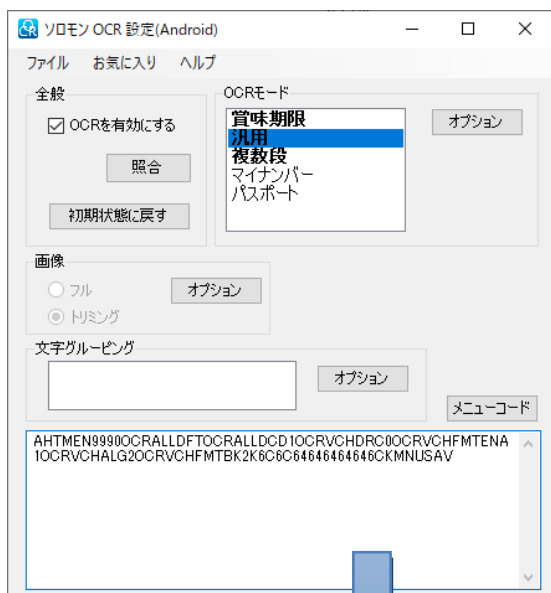 ソロモン OCR 設定(Android)
ファイル お気に入り ヘルプ
全般
OCRを有効にする
照合
初期状態に戻す
OCRモード
賞味期限
汎用
複数段
マイナンバー
パスポート
オプション
画像
フル
トリミング
オプション
文字グルーピング
オプション
メニューコード
AHTMEN9990OCRALLDFTOCRALLDCD1OCRVCHDRC0OCRVCHFMTENA
1OCRVCHALG2OCRVCHFMTBK2K6C6C64646464646CKMNUSAV